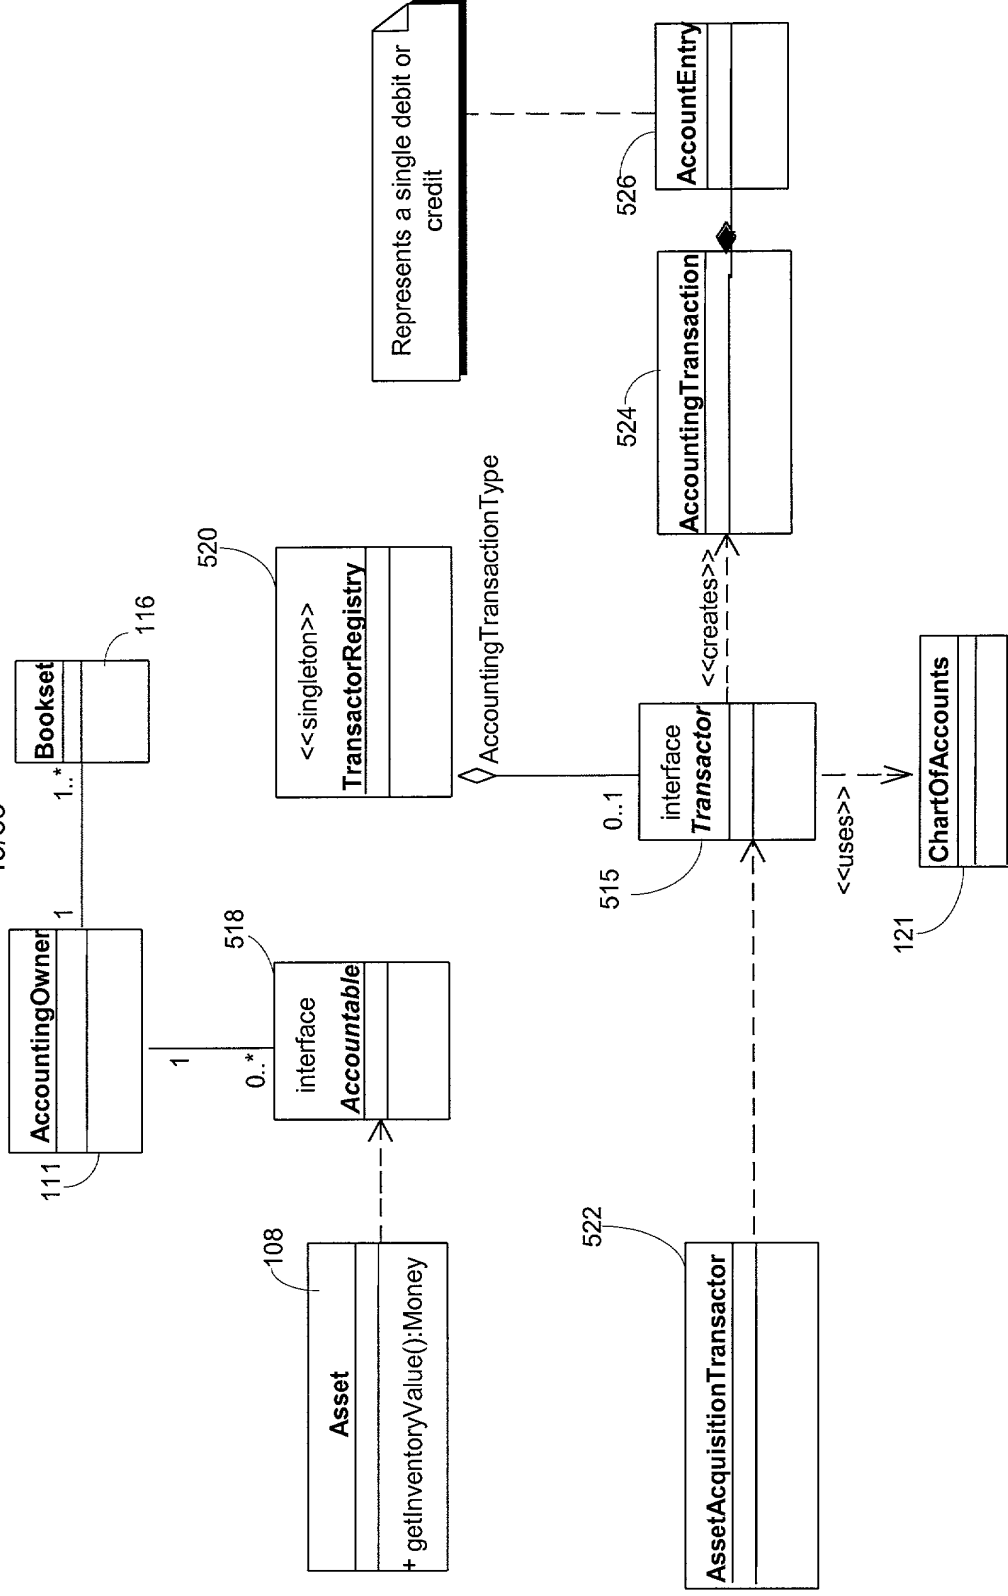 AccountingOwner
111
1
1..*
Bookset
116
1
0..*
518
interface
Accountable
108
Asset
+ getInventoryValue():Money
520
<<singleton>>
TransactorRegistry
AccountingTransactionType
Represents a single debit or
credit
522
AssetAcquisitionTransactor
515
0..1
interface
Transactor
<<creates>>
524
AccountingTransaction
526
AccountEntry
<<uses>>
121
ChartOfAccounts